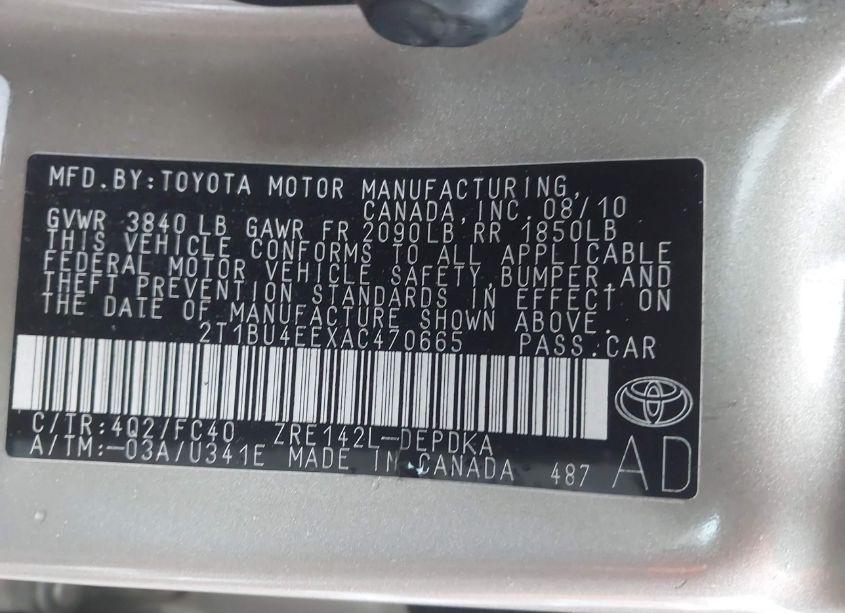 MFD.BY:TOYOTA MOTOR MANUFACTURING,
CANADA,INC. 08/10
GVWR 3840 LB GAWR FR 2090LB RR 1850LB
THIS VEHICLE CONFORMS TO ALL APPLICABLE
FEDERAL MOTOR VEHICLE SAFETY,BUMPER,AND
THEFT PREVENTION STANDARDS IN EFFECT ON
THE DATE OF MANUFACTURE SHOWN ABOVE.
2T1BU4EEXAC470665 PASS.CAR
C/TR:4Q2/FC40 ZRE142L-DEPDKA
A/TM:-03A/U341E MADE IN CANADA 487
AD